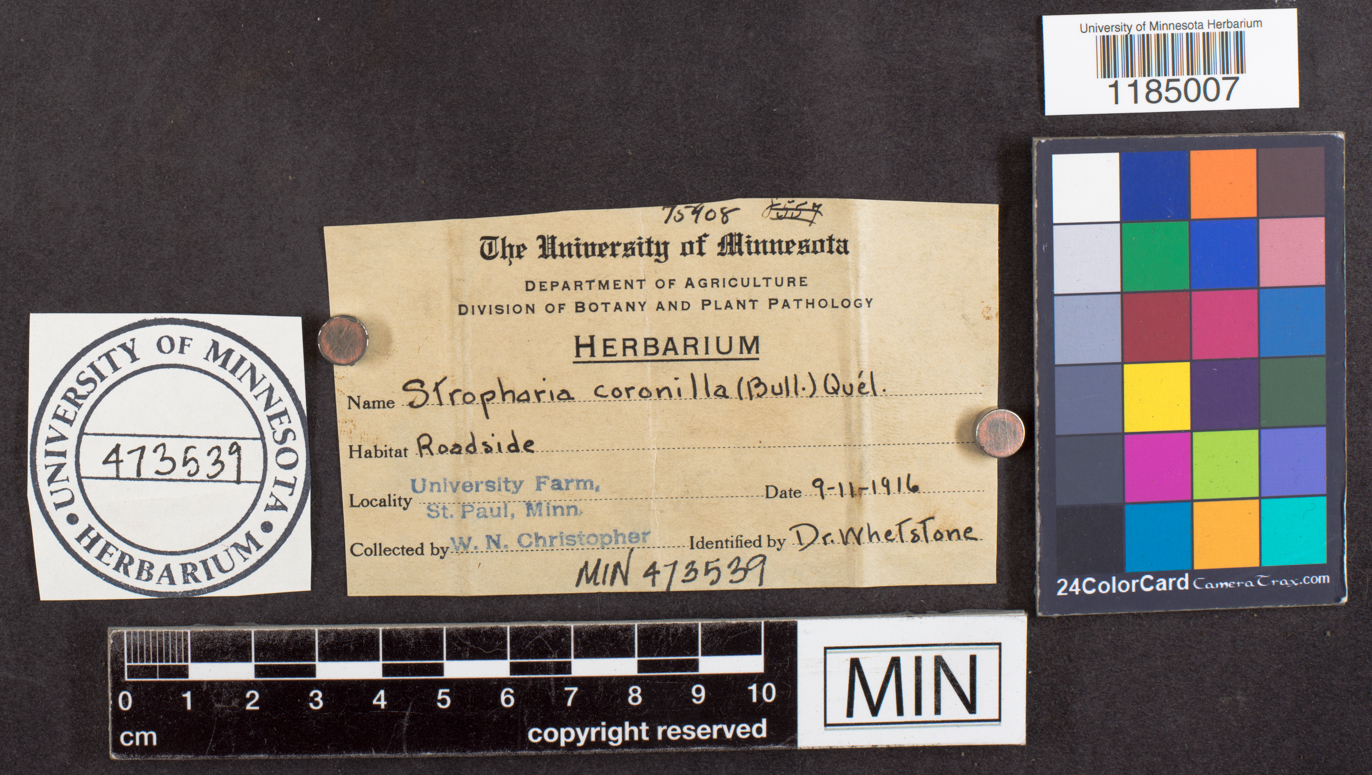 University of Minnesota Herbarium
1185007
75908
The University of Minnesota
DEPARTMENT OF AGRICULTURE
DIVISION OF BOTANY AND PLANT PATHOLOGY
HERBARIUM
Name Stropharia coronilla (Bull.) Quél.
Habitat Roadside
Locality University Farm,
St. Paul, Minn.
Date 9-11-1916
Collected by W. N. Christopher Identified by Dr. Whetstone
MIN 473539
UNIVERSITY OF MINNESOTA
473539
• HERBARIUM •
24ColorCard CameraTrax.com
0 1 2 3 4 5 6 7 8 9 10
cm
copyright reserved
MIN